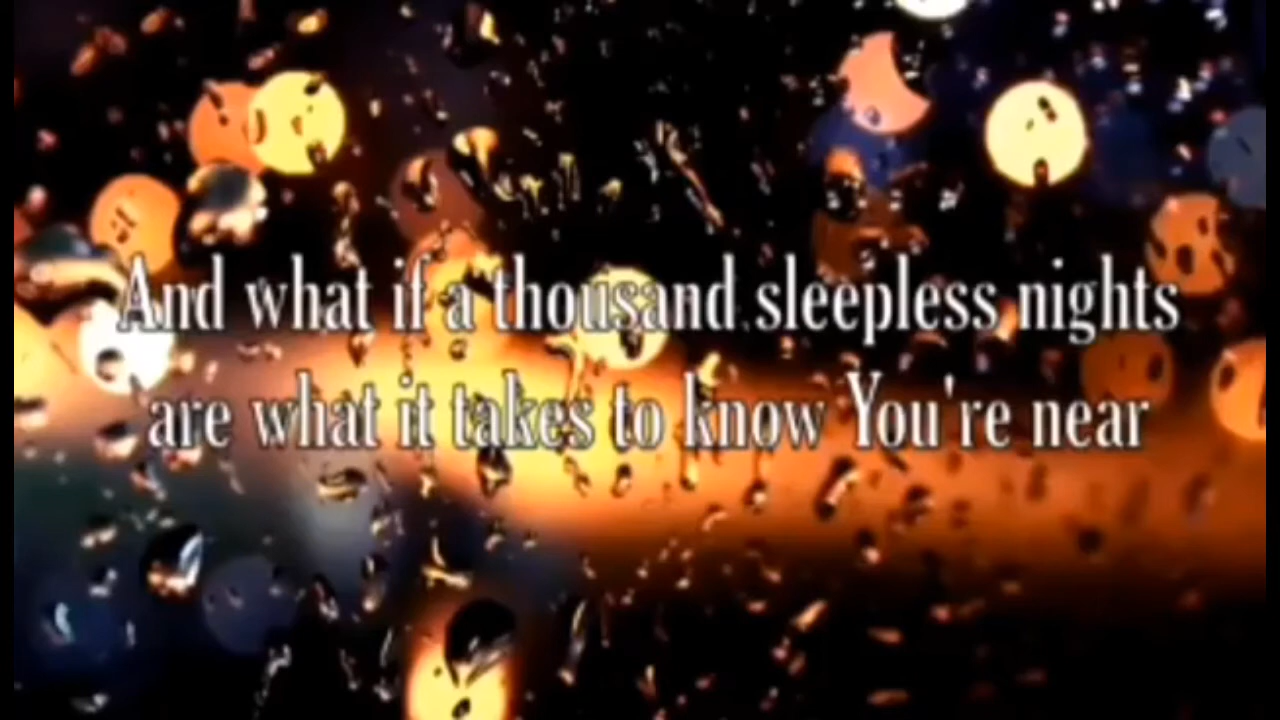 And what if a thousand sleepless nights
are what it takes to know You're near